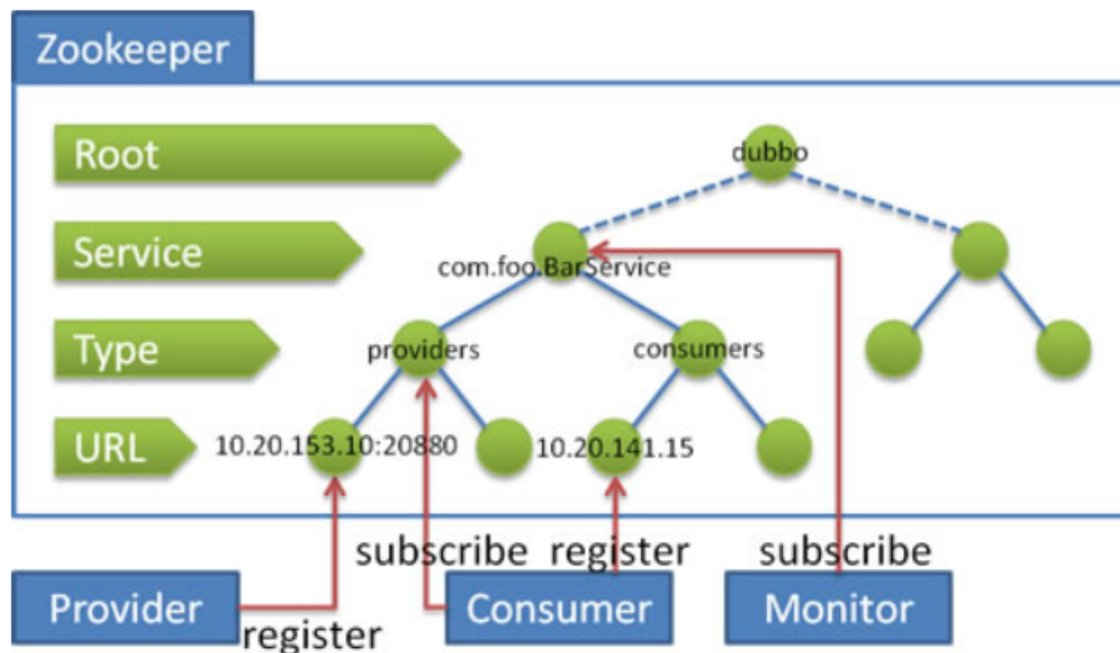 Zookeeper
Root
dubbo
Service
com.foo.BarService
Type
providers
consumers
URL
10.20.153.10:20880
10.20.141.15
subscribe
register
subscribe
Provider
Consumer
Monitor
register